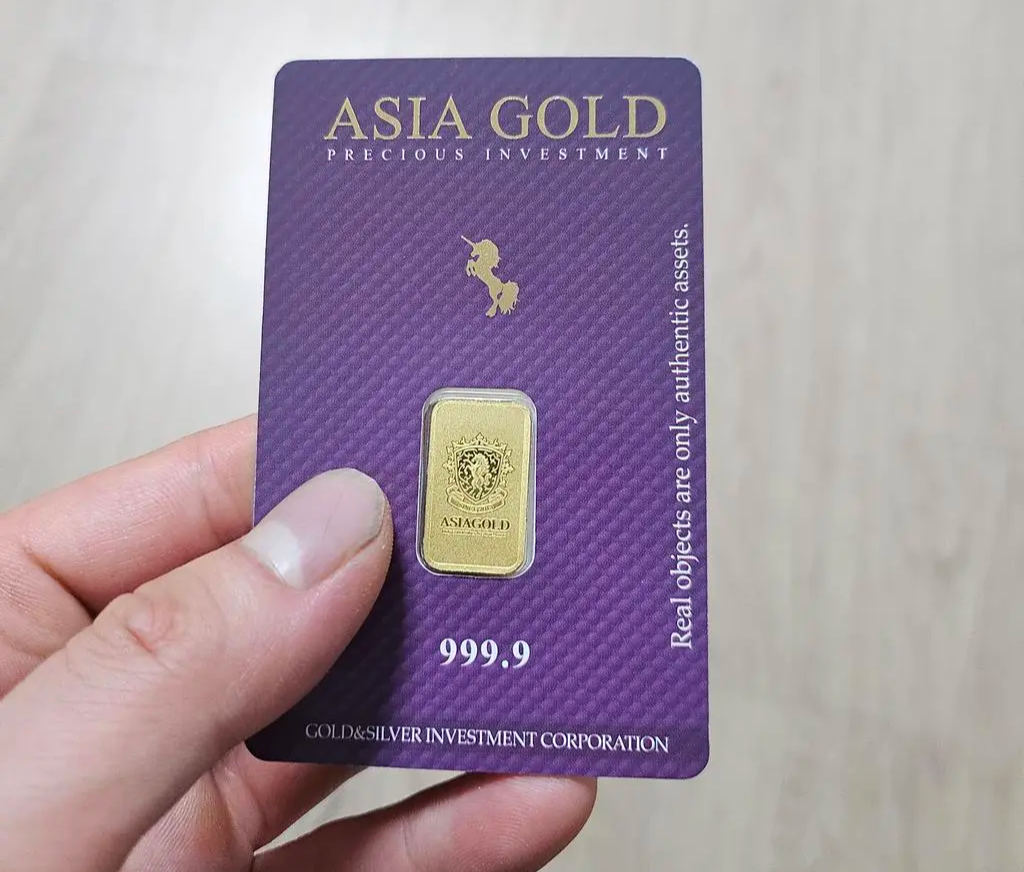 ASIA GOLD
PRECIOUS INVESTMENT
Real objects are only authentic assets.
ASIAGOLD
999.9
GOLD&SILVER INVESTMENT CORPORATION